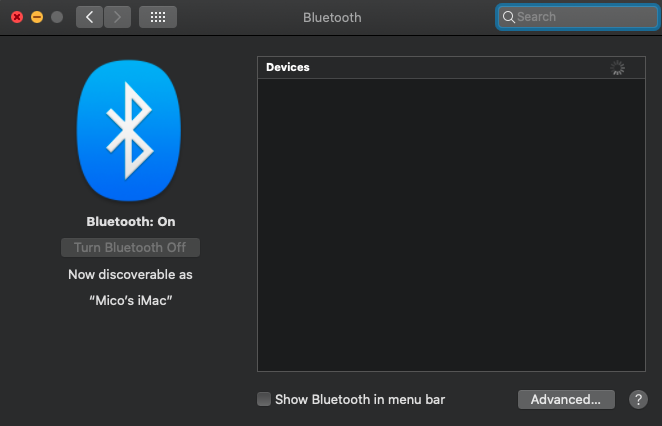 Bluetooth
Search
Devices
Bluetooth: On
Turn Bluetooth Off
Now discoverable as
“Mico’s iMac”
Show Bluetooth in menu bar
Advanced...
?